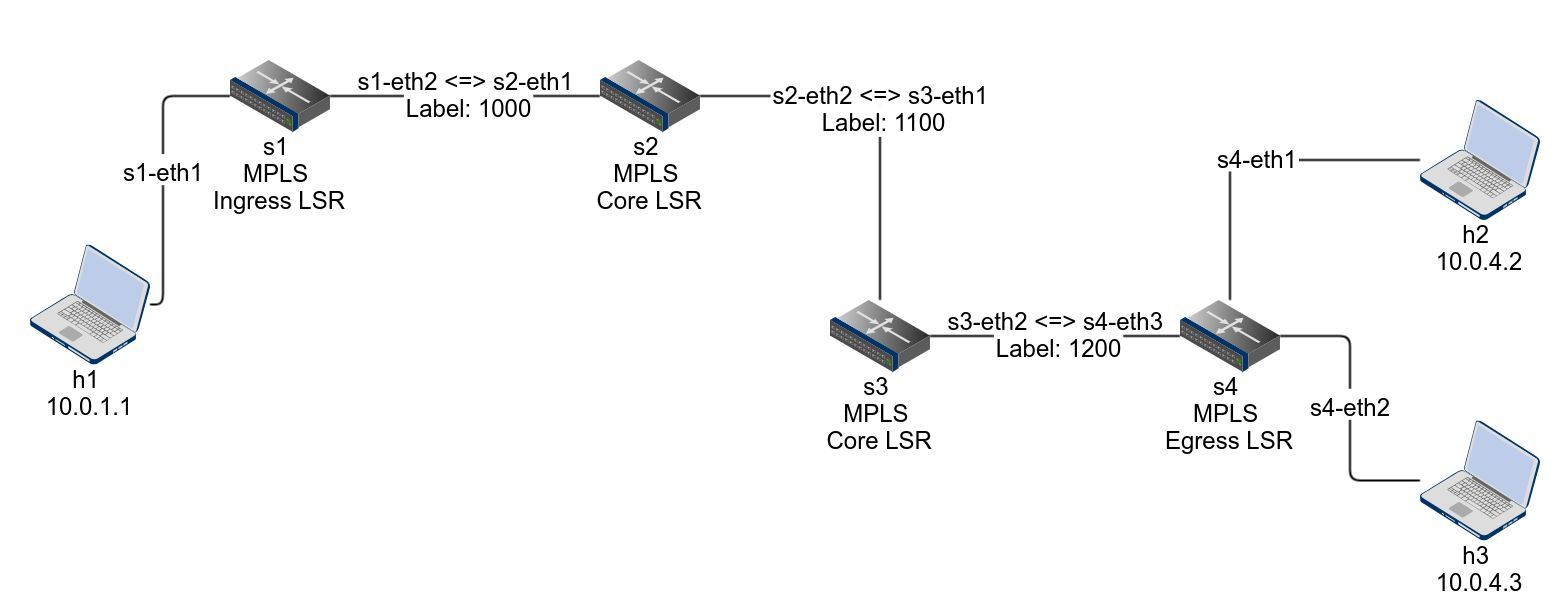 s1-eth2 <=> s2-eth1
Label: 1000
s2-eth2 <=> s3-eth1
Label: 1100
s1
MPLS
Ingress LSR
s2
MPLS
Core LSR
s1-eth1
s4-eth1
h2
10.0.4.2
h1
10.0.1.1
s3-eth2 <=> s4-eth3
Label: 1200
s3
MPLS
Core LSR
s4
MPLS
Egress LSR
s4-eth2
h3
10.0.4.3